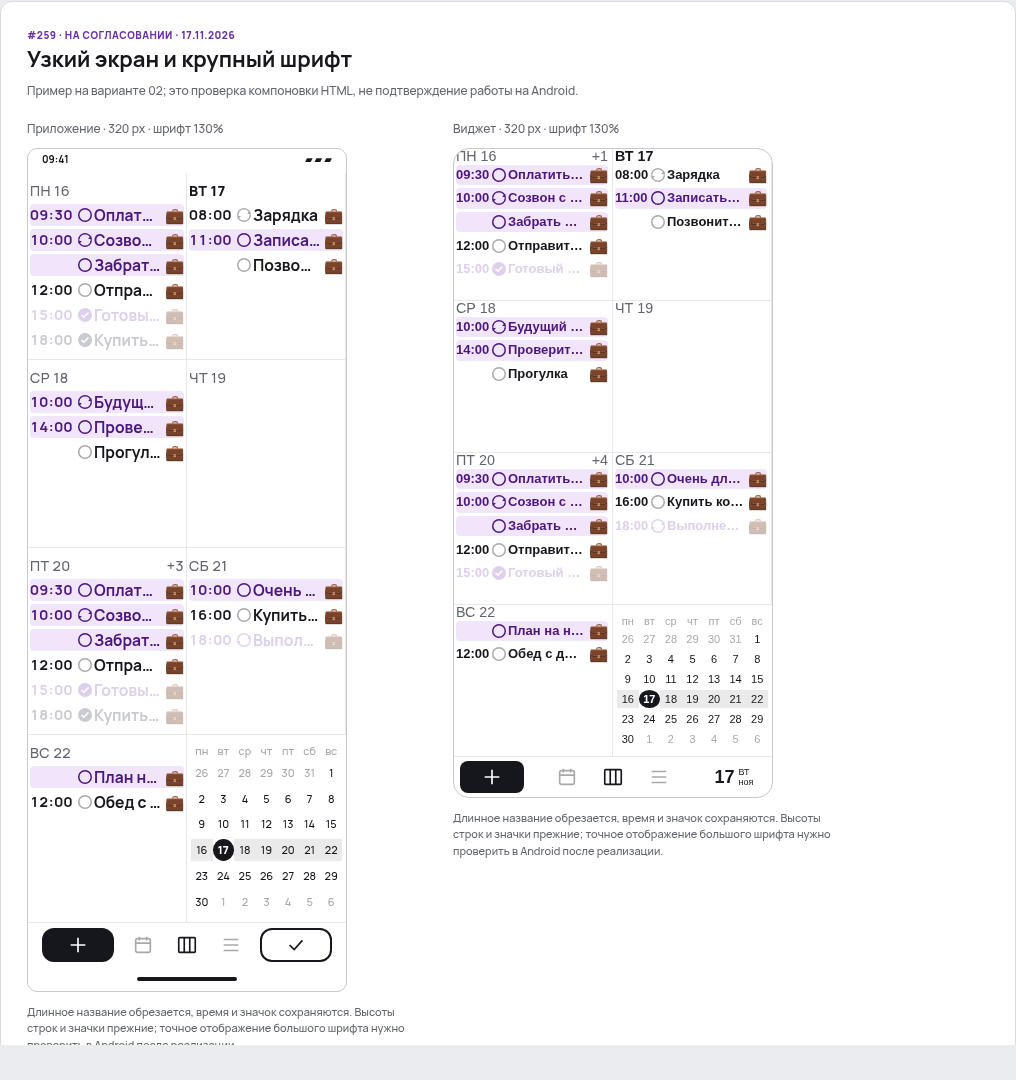 #259 · НА СОГЛАСОВАНИИ · 17.11.2026
Узкий экран и крупный шрифт
Пример на варианте 02; это проверка компоновки HTML, не подтверждение работы на Android.
Приложение · 320 px · шрифт 130%
09:41
ПН 16
09:30 Оплат…
10:00 Созво…
Забрат…
12:00 Отпра…
15:00 Готовы…
18:00 Купить…
ВТ 17
08:00 Зарядка
11:00 Записа…
Позво…
СР 18
10:00 Будущ…
14:00 Прове…
Прогул…
ЧТ 19
ПТ 20 +3
09:30 Оплат…
10:00 Созво…
Забрат…
12:00 Отпра…
15:00 Готовы…
18:00 Купить…
СБ 21
10:00 Очень …
16:00 Купить…
18:00 Выпол…
ВС 22
План н…
12:00 Обед с …
пн вт ср чт пт сб вс
26 27 28 29 30 31 1
2 3 4 5 6 7 8
9 10 11 12 13 14 15
16 17 18 19 20 21 22
23 24 25 26 27 28 29
30 1 2 3 4 5 6
Длинное название обрезается, время и значок сохраняются. Высоты
строк и значки прежние; точное отображение большого шрифта нужно
проверить в Android после реализации.
Виджет · 320 px · шрифт 130%
ПН 16 +1
09:30 Оплатить…
10:00 Созвон с …
Забрать …
12:00 Отправит…
15:00 Готовый …
ВТ 17
08:00 Зарядка
11:00 Записать…
Позвонит…
СР 18
10:00 Будущий …
14:00 Проверит…
Прогулка
ЧТ 19
ПТ 20 +4
09:30 Оплатить…
10:00 Созвон с …
Забрать …
12:00 Отправит…
15:00 Готовый …
СБ 21
10:00 Очень дл…
16:00 Купить ко…
18:00 Выполне…
ВС 22
План на н…
12:00 Обед с д…
пн вт ср чт пт сб вс
26 27 28 29 30 31 1
2 3 4 5 6 7 8
9 10 11 12 13 14 15
16 17 18 19 20 21 22
23 24 25 26 27 28 29
30 1 2 3 4 5 6
17 ВТ
ноя
Длинное название обрезается, время и значок сохраняются. Высоты
строк и значки прежние; точное отображение большого шрифта нужно
проверить в Android после реализации.